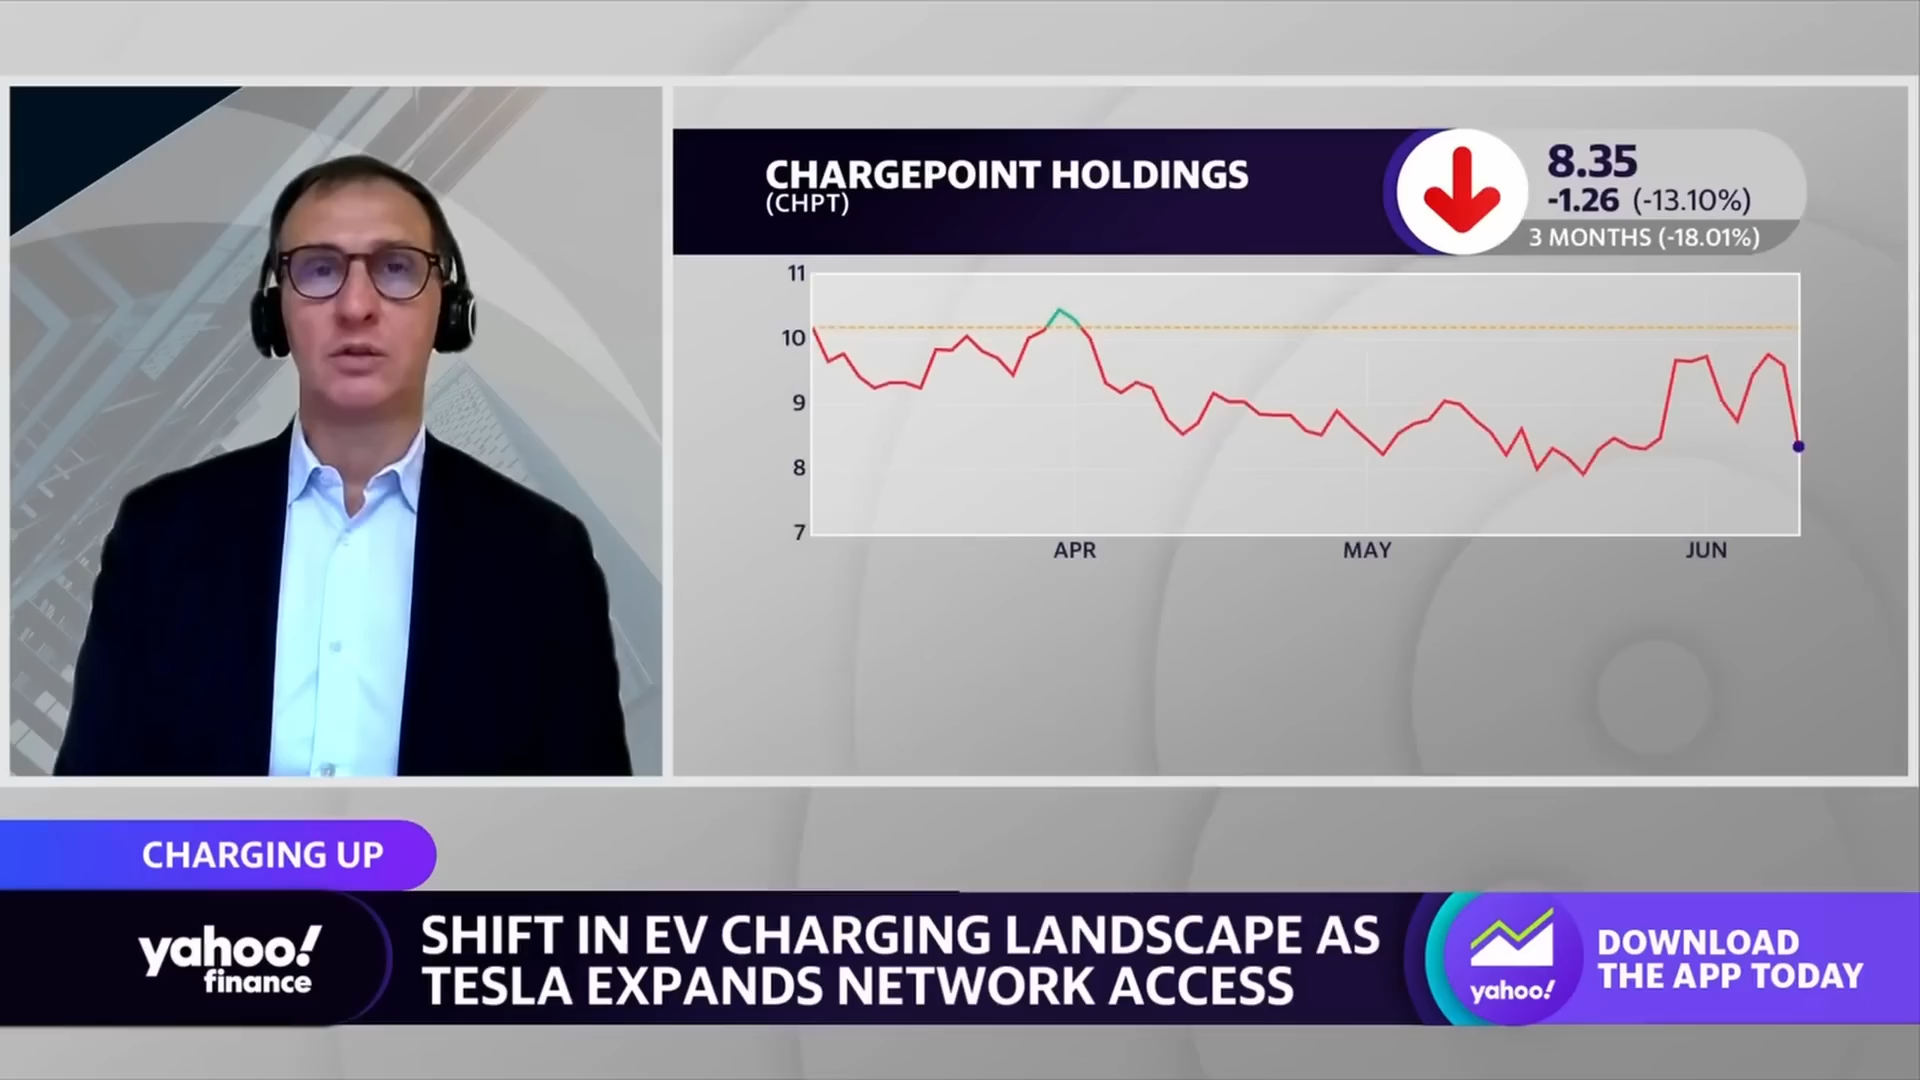 CHARGEPOINT HOLDINGS
(CHPT)
8.35
-1.26 (-13.10%)
3 MONTHS (-18.01%)
11
10
9
8
7
APR
MAY
JUN
CHARGING UP
yahoo!
finance
SHIFT IN EV CHARGING LANDSCAPE AS
TESLA EXPANDS NETWORK ACCESS
yahoo!
DOWNLOAD
THE APP TODAY